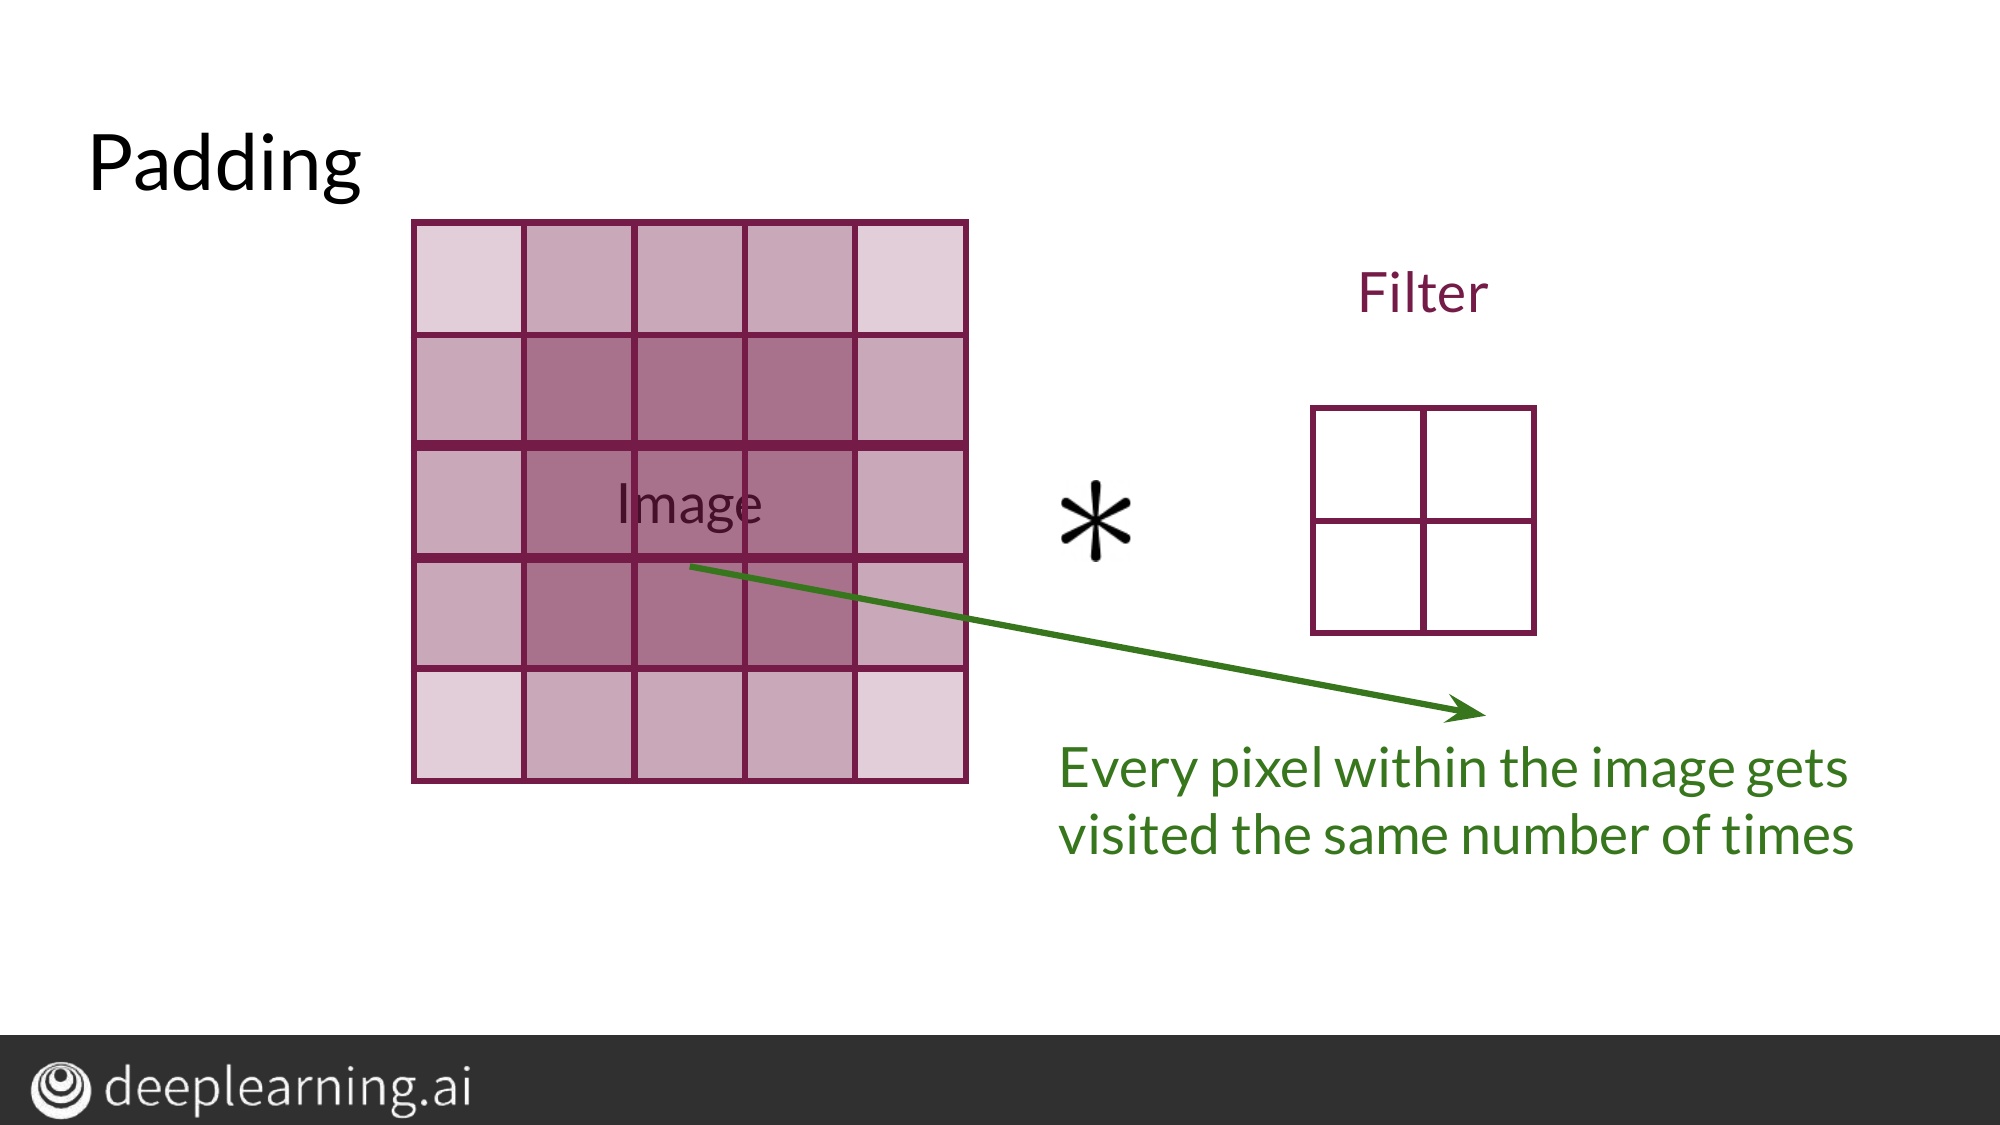 Padding
Filter
Image
*
Every pixel within the image gets
visited the same number of times
deeplearning.ai